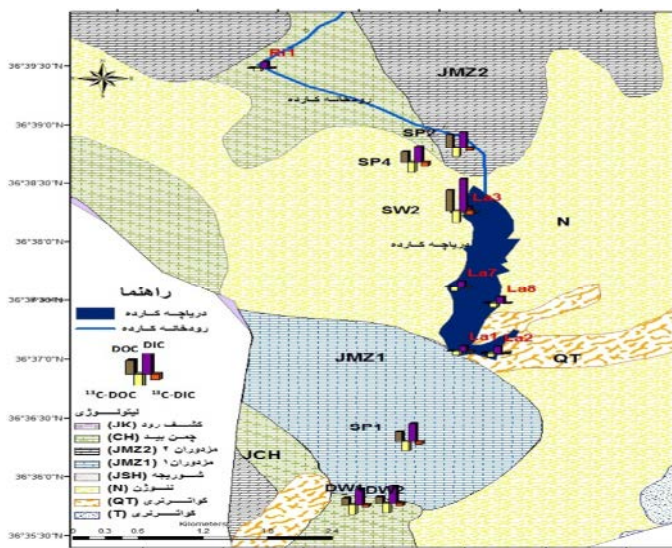 36°39'30"N
Ri1
JMZ2
رودخانه کارده
36°39'0"N
SP2
SP4
36°38'30"N
La3
SW2
N
دریاچه کارده
36°38'0"N
راهنما
La7
La8
دریاچه کارده
رودخانه کارده
La1 La2
36°37'0"N
JMZ1
QT
DOC DIC
¹³C-DOC ¹³C-DIC
36°36'30"N
لیتولوژی
کشف رود (JK)
SP1
چمن بید (CH)
مزدوران ۲ (JMZ2)
JCH
مزدوران ۱ (JMZ1)
36°36'0"N
شوریجه (JSH)
DW1 DW2
نئوژن (N)
کواترنری (QT)
Kilometers
کواترنری (T)
36°35'30"N
0 0.3 0.6 1.2 1.8 2.4